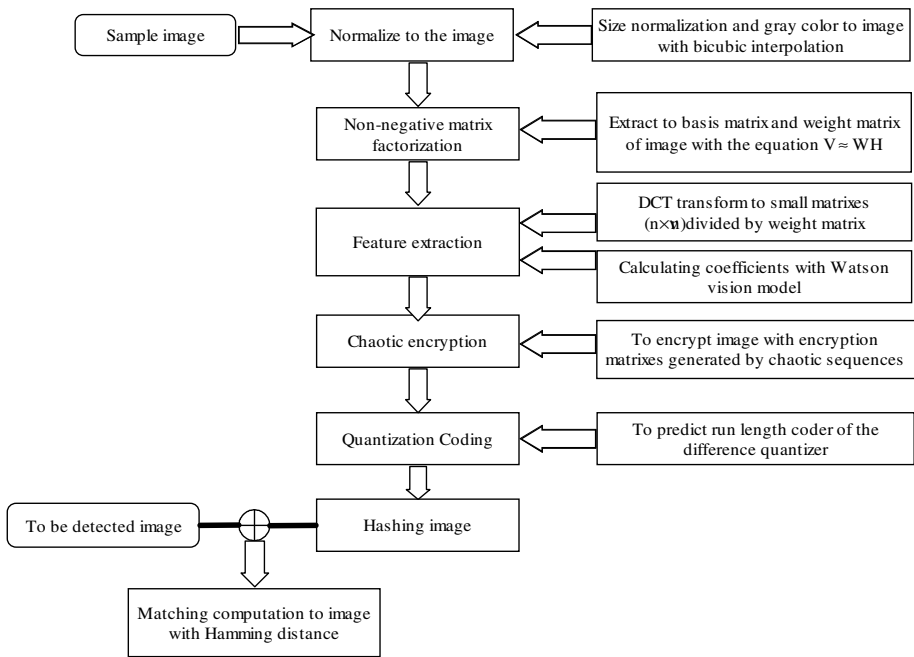 Sample image
Normalize to the image
Size normalization and gray color to image
with bicubic interpolation
Non-negative matrix
factorization
Extract to basis matrix and weight matrix
of image with the equation V ≈ WH
Feature extraction
DCT transform to small matrixes
(n×n)divided by weight matrix
Calculating coefficients with Watson
vision model
Chaotic encryption
To encrypt image with encryption
matrixes generated by chaotic sequences
Quantization Coding
To predict run length coder of the
difference quantizer
To be detected image
Hashing image
Matching computation to image
with Hamming distance